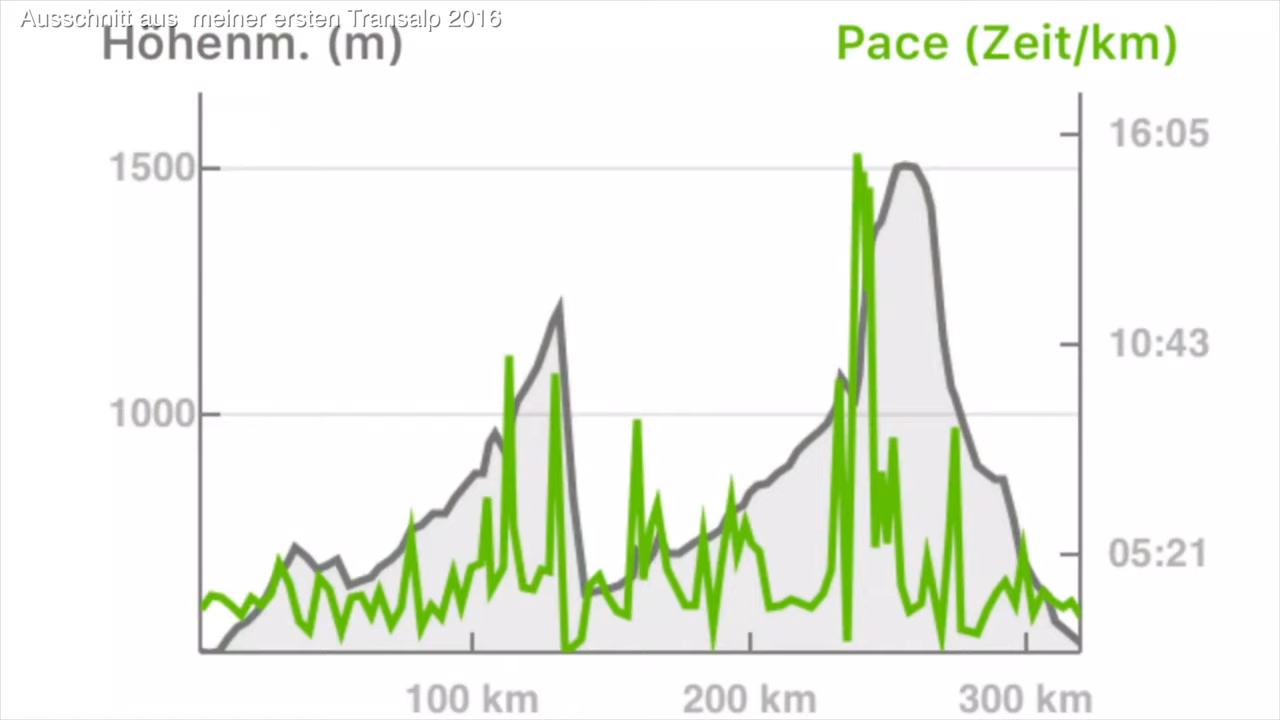 Ausschnitt aus  meiner ersten Transalp 2016
Höhenm. (m)
Pace (Zeit/km)
16:05
1500
10:43
1000
05:21
100 km
200 km
300 km